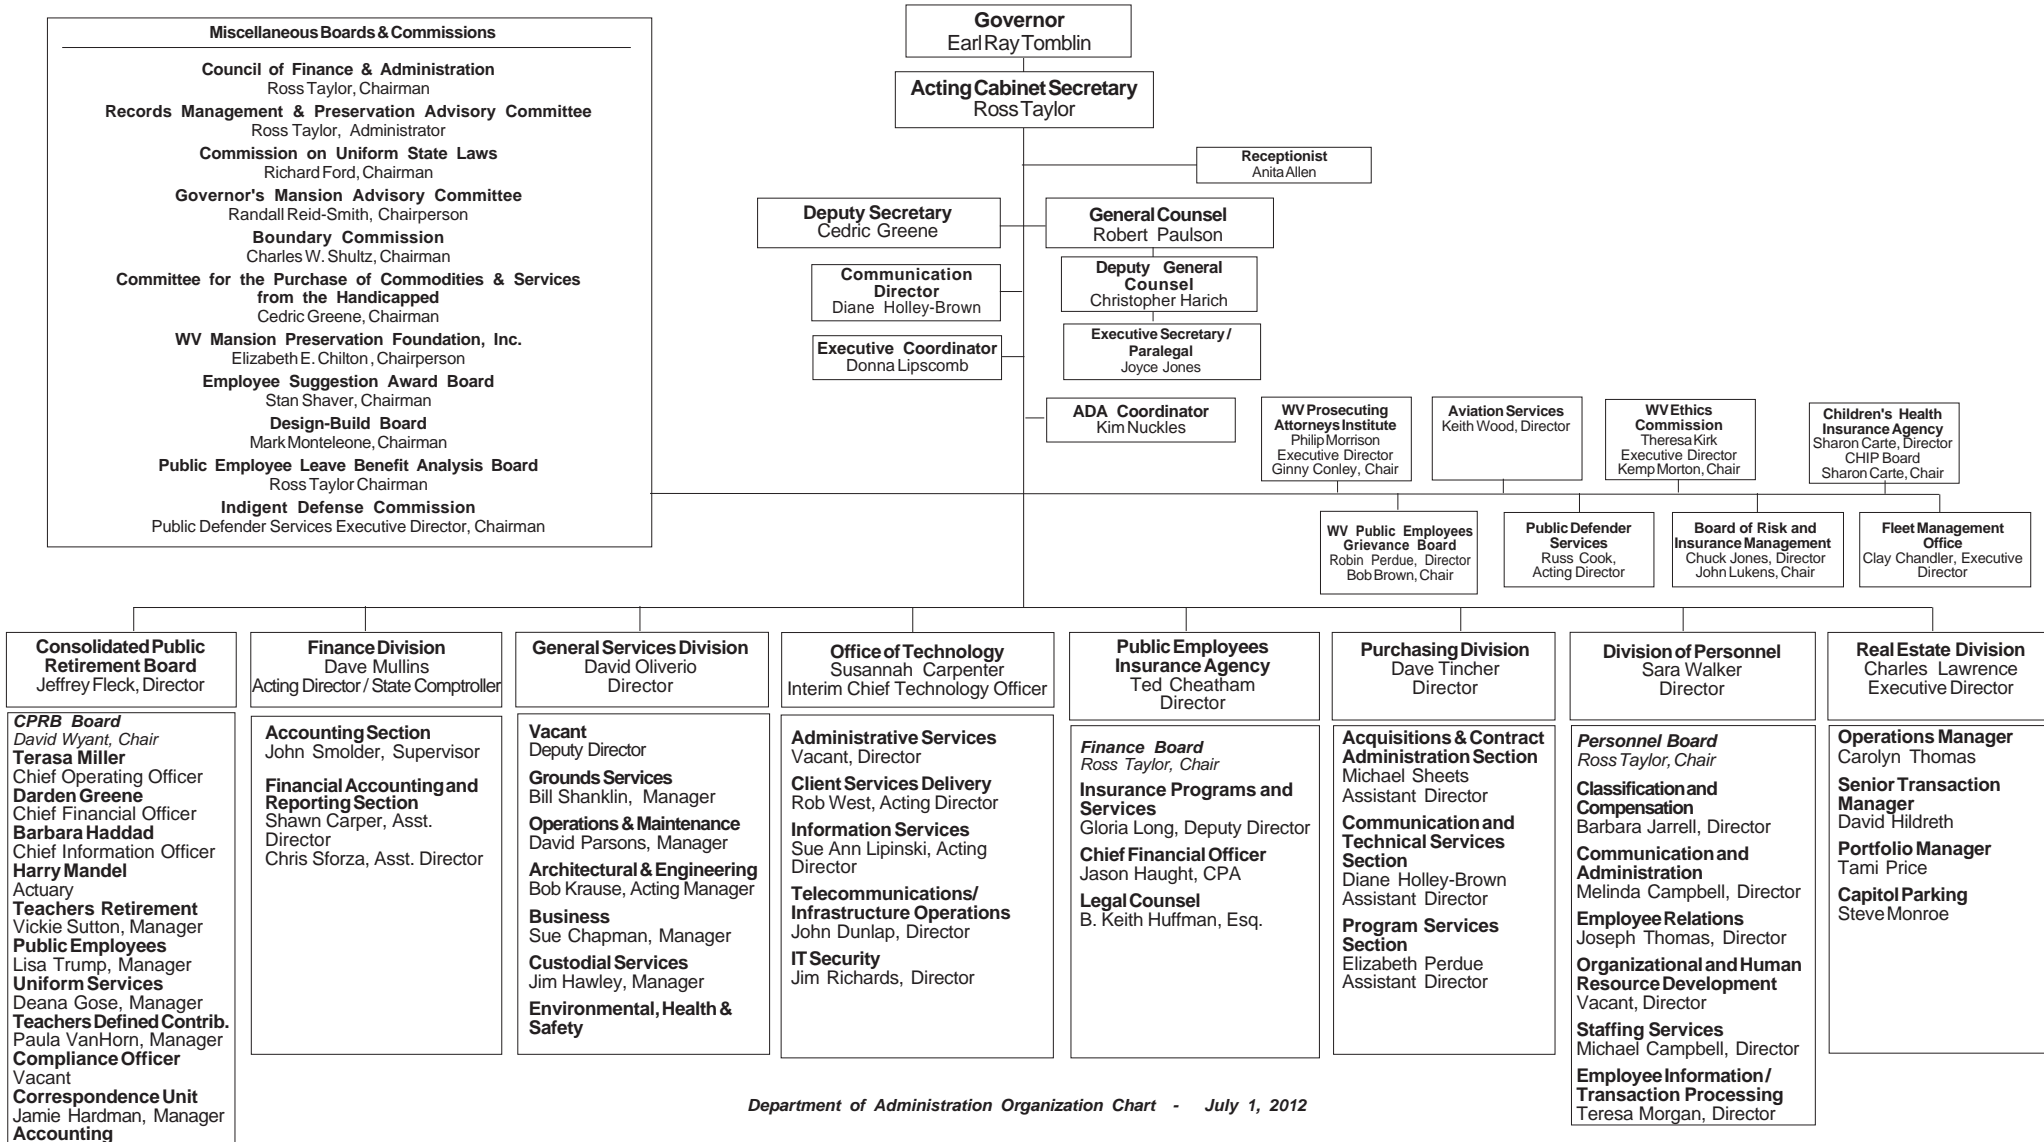 Miscellaneous Boards & Commissions
Council of Finance & Administration
Ross Taylor, Chairman
Records Management & Preservation Advisory Committee
Ross Taylor, Administrator
Commission on Uniform State Laws
Richard Ford, Chairman
Governor's Mansion Advisory Committee
Randall Reid-Smith, Chairperson
Boundary Commission
Charles W. Shultz, Chairman
Committee for the Purchase of Commodities & Services
from the Handicapped
Cedric Greene, Chairman
WV Mansion Preservation Foundation, Inc.
Elizabeth E. Chilton, Chairperson
Employee Suggestion Award Board
Stan Shaver, Chairman
Design-Build Board
Mark Monteleone, Chairman
Public Employee Leave Benefit Analysis Board
Ross Taylor Chairman
Indigent Defense Commission
Public Defender Services Executive Director, Chairman
Governor
Earl Ray Tomblin
Acting Cabinet Secretary
Ross Taylor
Receptionist
Anita Allen
Deputy Secretary
Cedric Greene
General Counsel
Robert Paulson
Communication
Director
Diane Holley-Brown
Deputy General
Counsel
Christopher Harich
Executive Coordinator
Donna Lipscomb
Executive Secretary /
Paralegal
Joyce Jones
ADA Coordinator
Kim Nuckles
WV Prosecuting
Attorneys Institute
Philip Morrison
Executive Director
Ginny Conley, Chair
Aviation Services
Keith Wood, Director
WV Ethics
Commission
Theresa Kirk
Executive Director
Kemp Morton, Chair
Children's Health
Insurance Agency
Sharon Carte, Director
CHIP Board
Sharon Carte, Chair
WV Public Employees
Grievance Board
Robin Perdue, Director
Bob Brown, Chair
Public Defender
Services
Russ Cook,
Acting Director
Board of Risk and
Insurance Management
Chuck Jones, Director
John Lukens, Chair
Fleet Management
Office
Clay Chandler, Executive
Director
Consolidated Public
Retirement Board
Jeffrey Fleck, Director
CPRB Board
David Wyant, Chair
Terasa Miller
Chief Operating Officer
Darden Greene
Chief Financial Officer
Barbara Haddad
Chief Information Officer
Harry Mandel
Actuary
Teachers Retirement
Vickie Sutton, Manager
Public Employees
Lisa Trump, Manager
Uniform Services
Deana Gose, Manager
Teachers Defined Contrib.
Paula VanHorn, Manager
Compliance Officer
Vacant
Correspondence Unit
Jamie Hardman, Manager
Accounting
Finance Division
Dave Mullins
Acting Director / State Comptroller
Accounting Section
John Smolder, Supervisor
Financial Accounting and
Reporting Section
Shawn Carper, Asst.
Director
Chris Sforza, Asst. Director
General Services Division
David Oliverio
Director
Vacant
Deputy Director
Grounds Services
Bill Shanklin, Manager
Operations & Maintenance
David Parsons, Manager
Architectural & Engineering
Bob Krause, Acting Manager
Business
Sue Chapman, Manager
Custodial Services
Jim Hawley, Manager
Environmental, Health &
Safety
Office of Technology
Susannah Carpenter
Interim Chief Technology Officer
Administrative Services
Vacant, Director
Client Services Delivery
Rob West, Acting Director
Information Services
Sue Ann Lipinski, Acting
Director
Telecommunications/
Infrastructure Operations
John Dunlap, Director
IT Security
Jim Richards, Director
Public Employees
Insurance Agency
Ted Cheatham
Director
Finance Board
Ross Taylor, Chair
Insurance Programs and
Services
Gloria Long, Deputy Director
Chief Financial Officer
Jason Haught, CPA
Legal Counsel
B. Keith Huffman, Esq.
Purchasing Division
Dave Tincher
Director
Acquisitions & Contract
Administration Section
Michael Sheets
Assistant Director
Communication and
Technical Services
Section
Diane Holley-Brown
Assistant Director
Program Services
Section
Elizabeth Perdue
Assistant Director
Division of Personnel
Sara Walker
Director
Personnel Board
Ross Taylor, Chair
Classification and
Compensation
Barbara Jarrell, Director
Communication and
Administration
Melinda Campbell, Director
Employee Relations
Joseph Thomas, Director
Organizational and Human
Resource Development
Vacant, Director
Staffing Services
Michael Campbell, Director
Employee Information /
Transaction Processing
Teresa Morgan, Director
Real Estate Division
Charles Lawrence
Executive Director
Operations Manager
Carolyn Thomas
Senior Transaction
Manager
David Hildreth
Portfolio Manager
Tami Price
Capitol Parking
Steve Monroe
Department of Administration Organization Chart - July 1, 2012